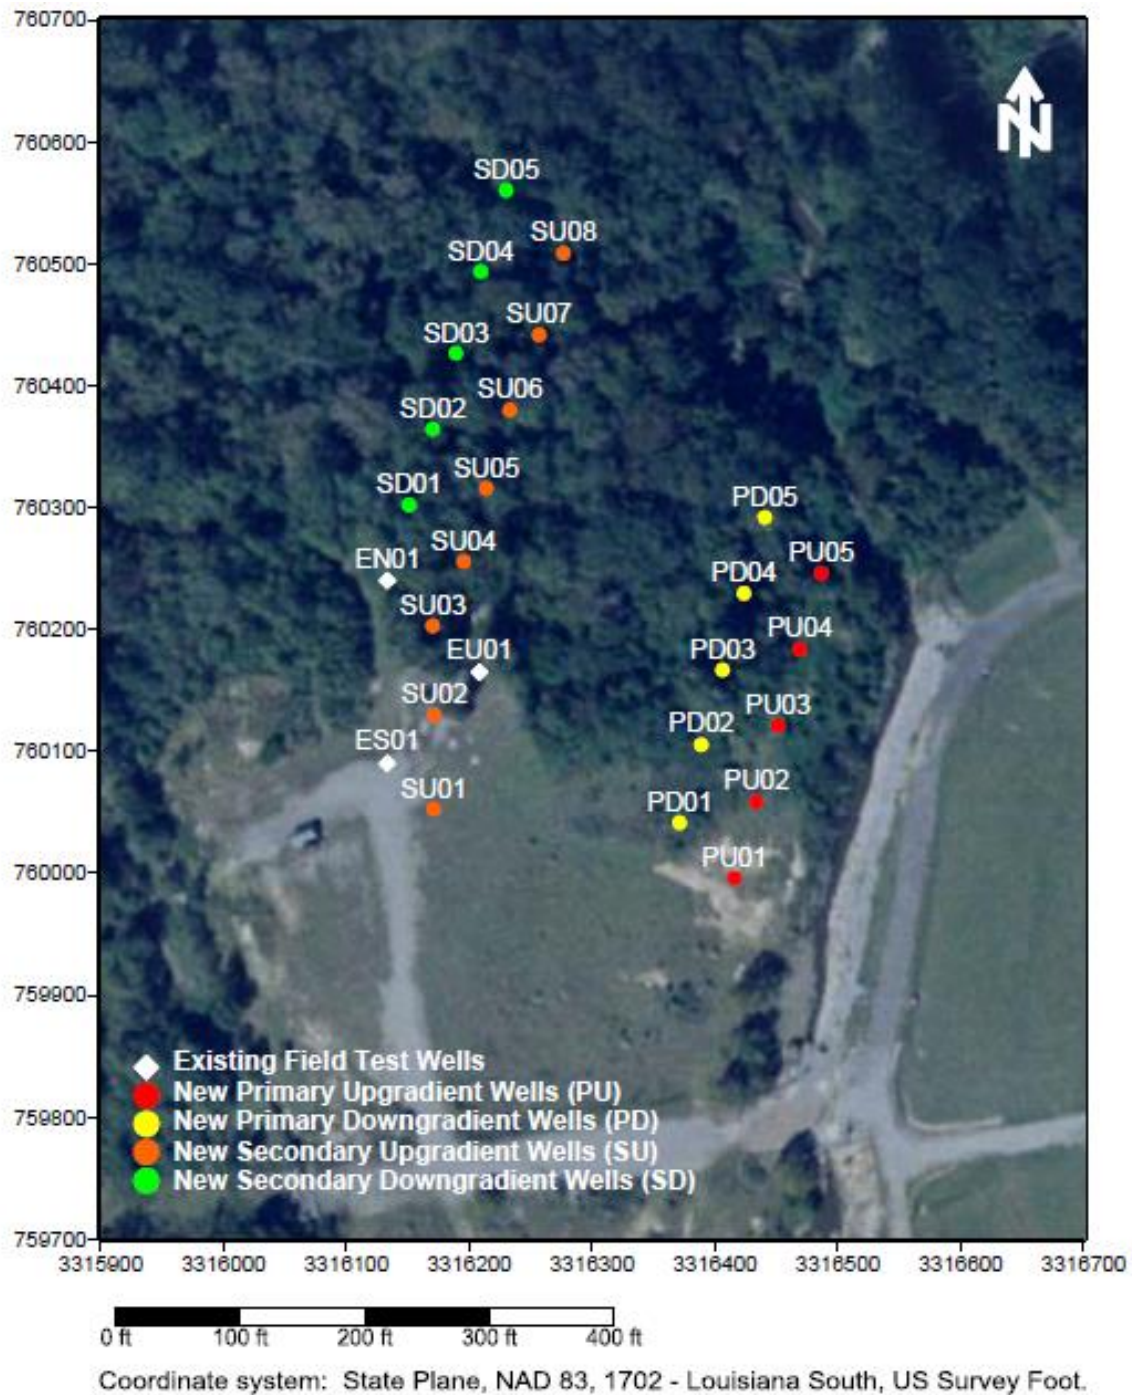 760700
N
760600
SD05
SU08
SD04
760500
SU07
SD03
760400
SU06
SD02
SU05
SD01
PD05
760300
SU04
EN01
PU05
PD04
SU03
760200
PU04
EU01
PD03
SU02
PU03
PD02
760100
ES01
SU01
PU02
PD01
PU01
760000
759900
Existing Field Test Wells
New Primary Upgradient Wells (PU)
New Primary Downgradient Wells (PD)
759800
New Secondary Upgradient Wells (SU)
New Secondary Downgradient Wells (SD)
759700
3315900 3316000 3316100 3316200 3316300 3316400 3316500 3316600 3316700
0 ft 100 ft 200 ft 300 ft 400 ft
Coordinate system: State Plane, NAD 83, 1702 - Louisiana South, US Survey Foot.